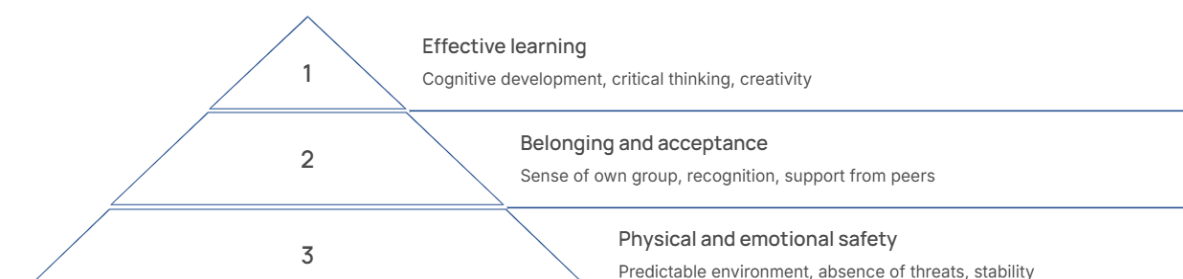 1
Effective learning
Cognitive development, critical thinking, creativity
2
Belonging and acceptance
Sense of own group, recognition, support from peers
3
Physical and emotional safety
Predictable environment, absence of threats, stability